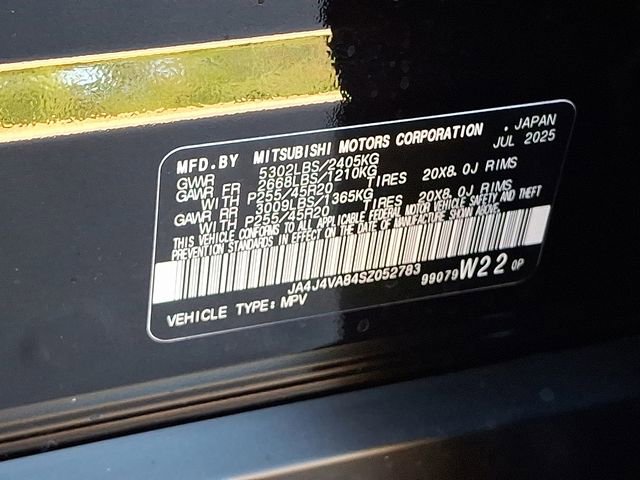 MFD.BY MITSUBISHI MOTORS CORPORATION , JAPAN
GWWR 5302LBS/2405KG JUL 2025
GAWR FR 2668LBS/1210KG
WITH P255/45R20 TIRES 20X8.0J RIMS
GAWR RR 3009LBS/1365KG
WITH P255/45R20 TIRES 20X8.0J RIMS
THIS VEHICLE CONFORMS TO ALL APPLICABLE FEDERAL MOTOR VEHICLE SAFETY AND THEFT
PREVENTION STANDARDS IN EFFECT ON THE DATE OF MANUFACTURE SHOWN ABOVE.
JA4J4VA84SZ052783
99079 W22 0P
VEHICLE TYPE: MPV